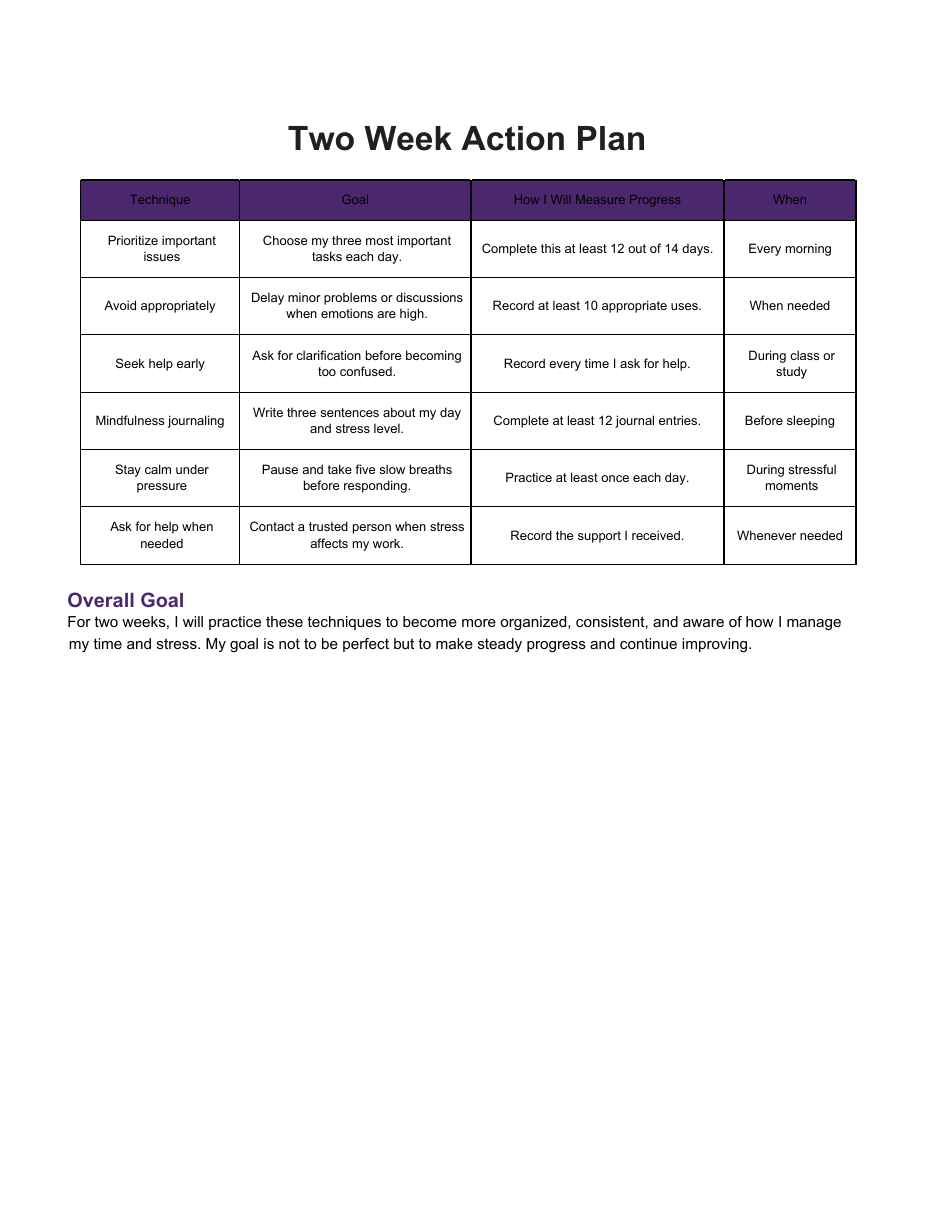 Two Week Action Plan
Technique Goal How I Will Measure Progress When
Prioritize important
issues
Choose my three most important
tasks each day.
Complete this at least 12 out of 14 days.
Every morning
Avoid appropriately
Delay minor problems or discussions
when emotions are high.
Record at least 10 appropriate uses.
When needed
Seek help early
Ask for clarification before becoming
too confused.
Record every time I ask for help.
During class or
study
Mindfulness journaling
Write three sentences about my day
and stress level.
Complete at least 12 journal entries.
Before sleeping
Stay calm under
pressure
Pause and take five slow breaths
before responding.
Practice at least once each day.
During stressful
moments
Ask for help when
needed
Contact a trusted person when stress
affects my work.
Record the support I received.
Whenever needed
Overall Goal
For two weeks, I will practice these techniques to become more organized, consistent, and aware of how I manage
my time and stress. My goal is not to be perfect but to make steady progress and continue improving.